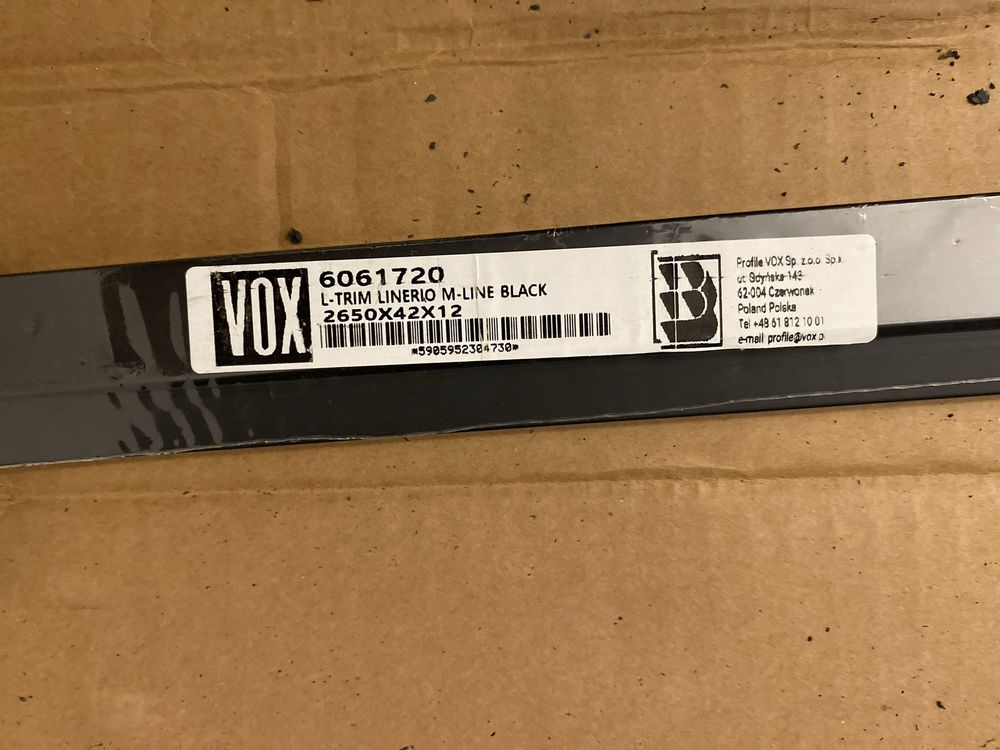 VOX
6061720
L-TRIM LINERIO M-LINE BLACK
2650X42X12
*5905952304730*
Profile VOX Sp. z.o.o Sp.k
ul. Gdyńska 143
62-004 Czerwonak
Poland Polska
Tel +48 61 812 10 01
e-mail profile@vox.p